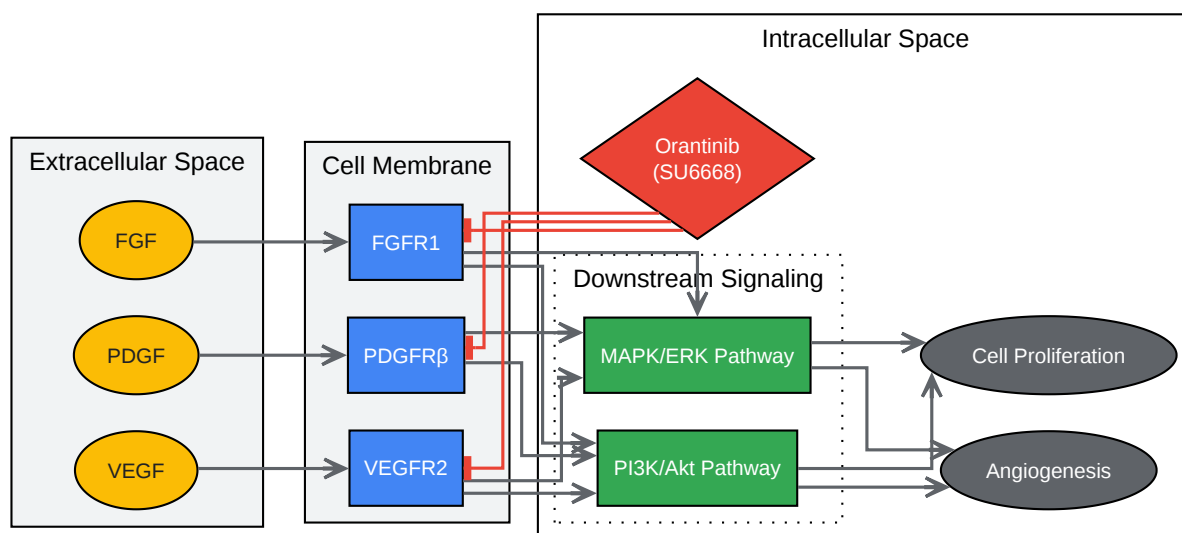 Intracellular Space
Orantinib
(SU6668)
Extracellular Space
Cell Membrane
FGF
FGFR1
Downstream Signaling
PDGF
PDGFRβ
MAPK/ERK Pathway
Cell Proliferation
VEGF
VEGFR2
PI3K/Akt Pathway
Angiogenesis